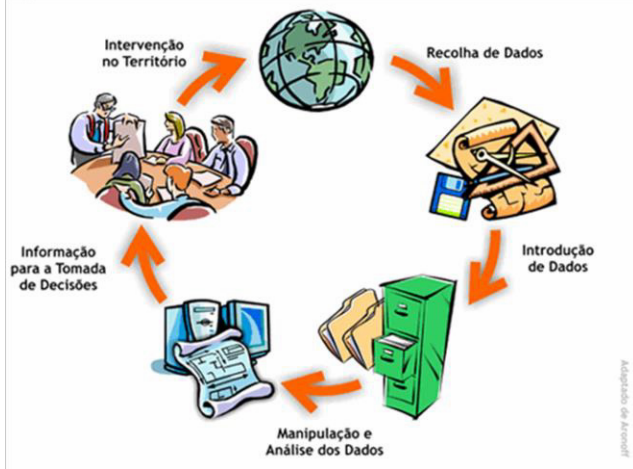 Intervenção
no Território
Recolha de Dados
Introdução
de Dados
Informação
para a Tomada
de Decisões
Manipulação e
Análise dos Dados
Adaptado de Aronoff